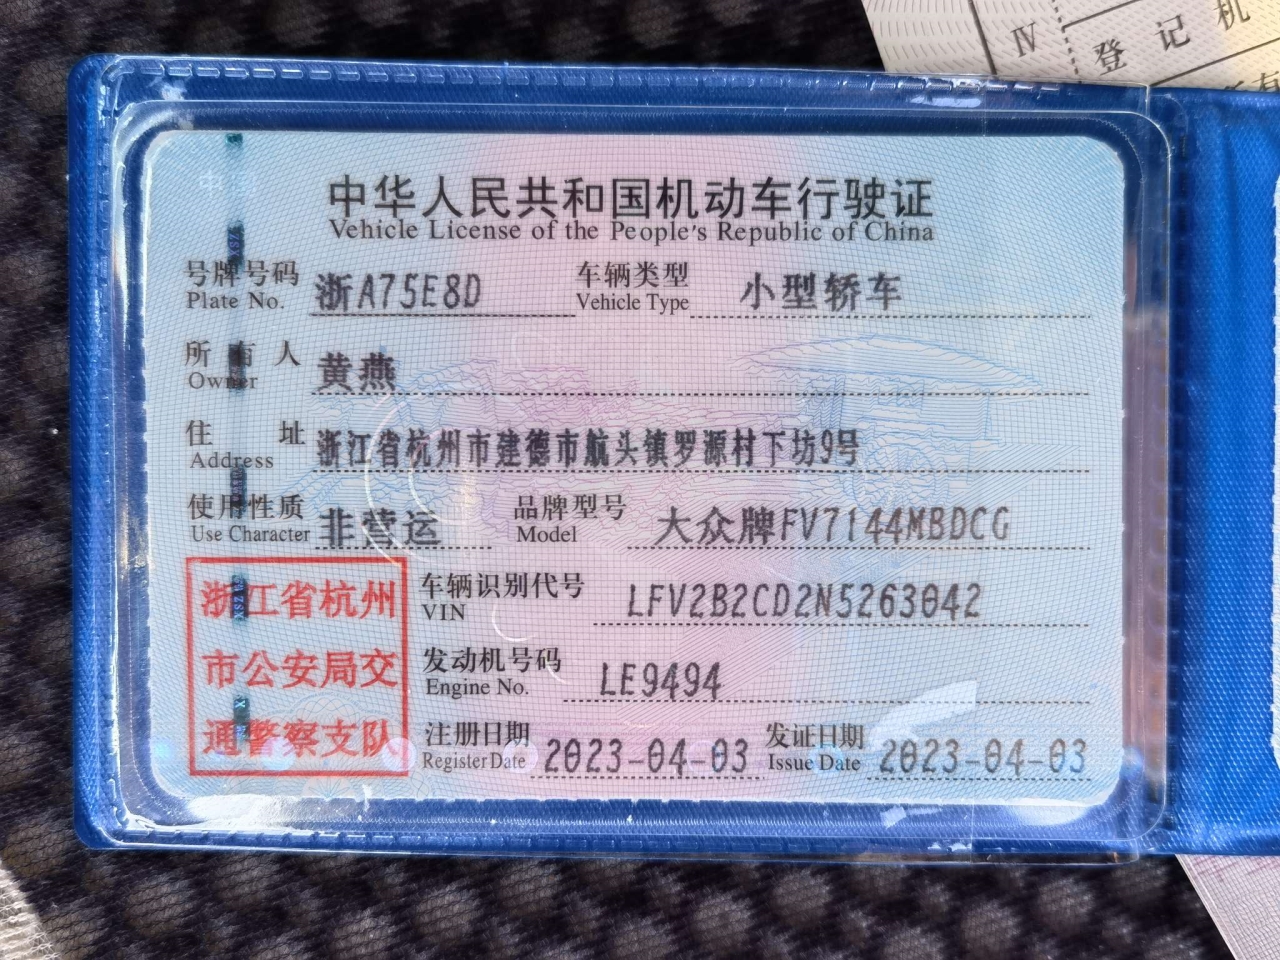 Ⅳ
登记机
中华人民共和国机动车行驶证
Vehicle License of the People's Republic of China
号牌号码 浙A75E8D 车辆类型 小型轿车
Plate No. Vehicle Type
所有人 黄燕
Owner
住址 浙江省杭州市建德市航头镇罗源村下坊9号
Address
使用性质 非营运 品牌型号 大众牌FV7144MBDCG
Use Character Model
浙江省杭州
市公安局交
通警察支队
车辆识别代号 LFV2B2CD2N5263042
VIN
发动机号码 LE9494
Engine No.
注册日期 2023-04-03 发证日期 2023-04-03
Register Date Issue Date